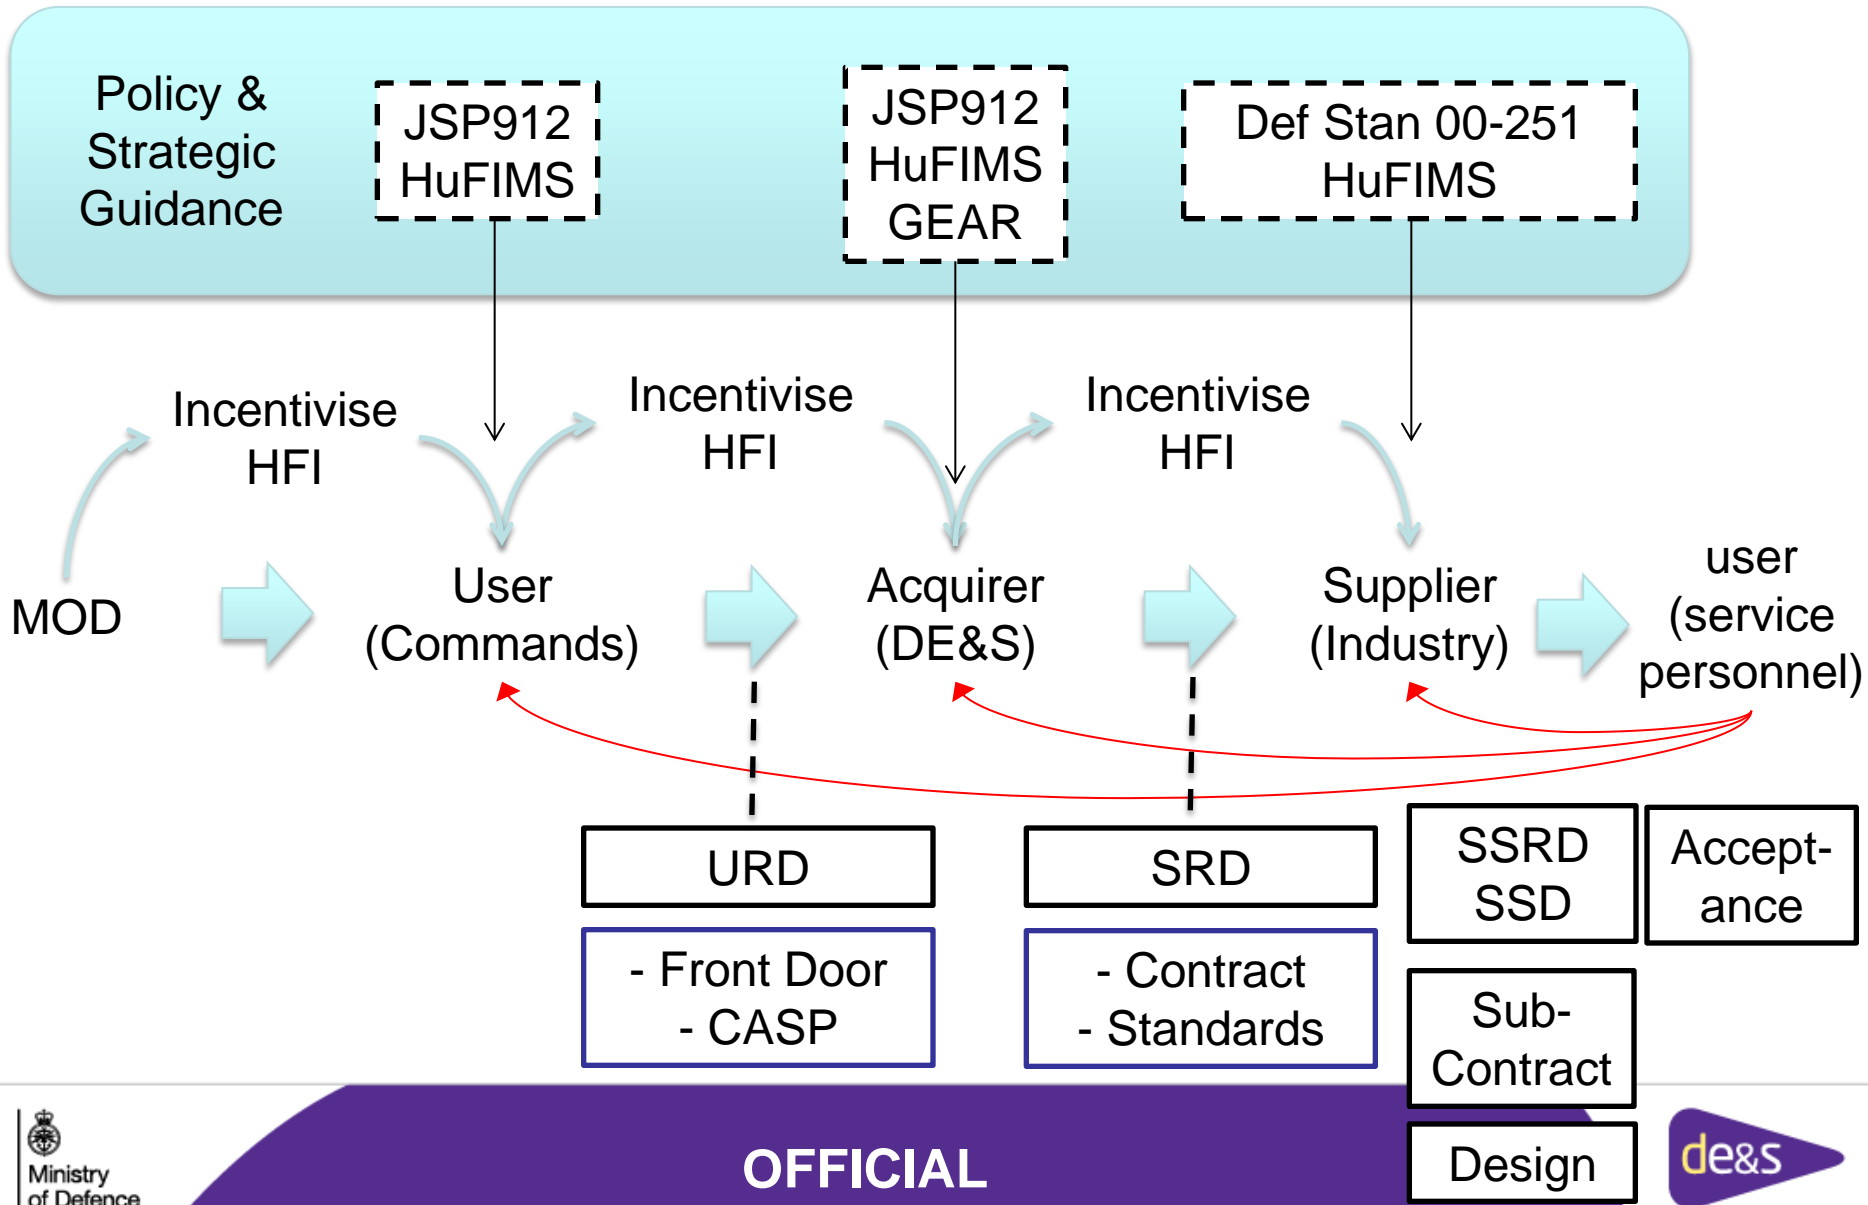 Policy &
Strategic
Guidance
JSP912
HuFIMS
JSP912
HuFIMS
GEAR
Def Stan 00-251
HuFIMS
Incentivise
HFI
Incentivise
HFI
Incentivise
HFI
MOD
User
(Commands)
Acquirer
(DE&S)
Supplier
(Industry)
user
(service
personnel)
URD
- Front Door
- CASP
SRD
- Contract
- Standards
SSRD
SSD
Accept-
ance
Sub-
Contract
Design
Ministry
of Defence
OFFICIAL
de&s